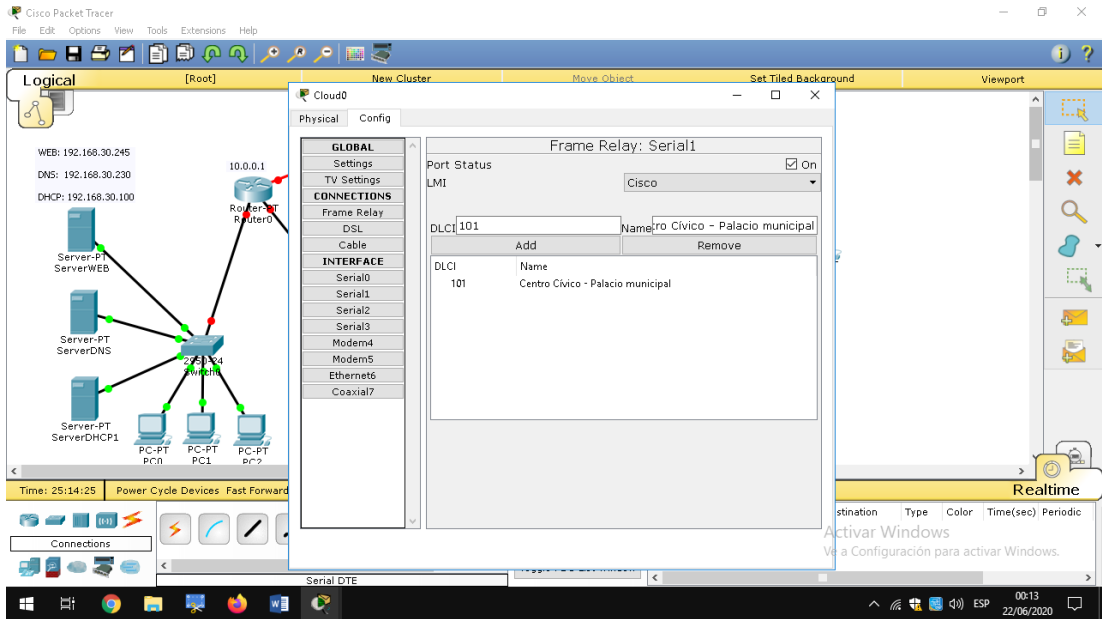 Cisco Packet Tracer
File Edit Options View Tools Extensions Help
Logical [Root] New Cluster Move Object Set Tiled Background Viewport
Cloud0
Physical Config
GLOBAL
Settings
TV Settings
CONNECTIONS
Frame Relay
DSL
Cable
INTERFACE
Serial0
Serial1
Serial2
Serial3
Modem4
Modem5
Ethernet6
Coaxial7
Frame Relay: Serial1
Port Status On
LMI Cisco
DLCI 101 Name tro Cívico - Palacio municipal
Add Remove
DLCI Name
101 Centro Cívico - Palacio municipal
WEB: 192.168.30.245
DNS: 192.168.30.230
DHCP: 192.168.30.100
10.0.0.1
Router-PT
Router0
Server-PT
ServerWEB
Server-PT
ServerDNS
2950-24
Switch0
Server-PT
ServerDHCP1
PC-PT
PC0
PC-PT
PC1
PC-PT
PC2
Time: 25:14:25 Power Cycle Devices Fast Forward
Realtime
Connections
Serial DTE
stination Type Color Time(sec) Periodic
Activar Windows
Ve a Configuración para activar Windows.
ESP
00:13
22/06/2020